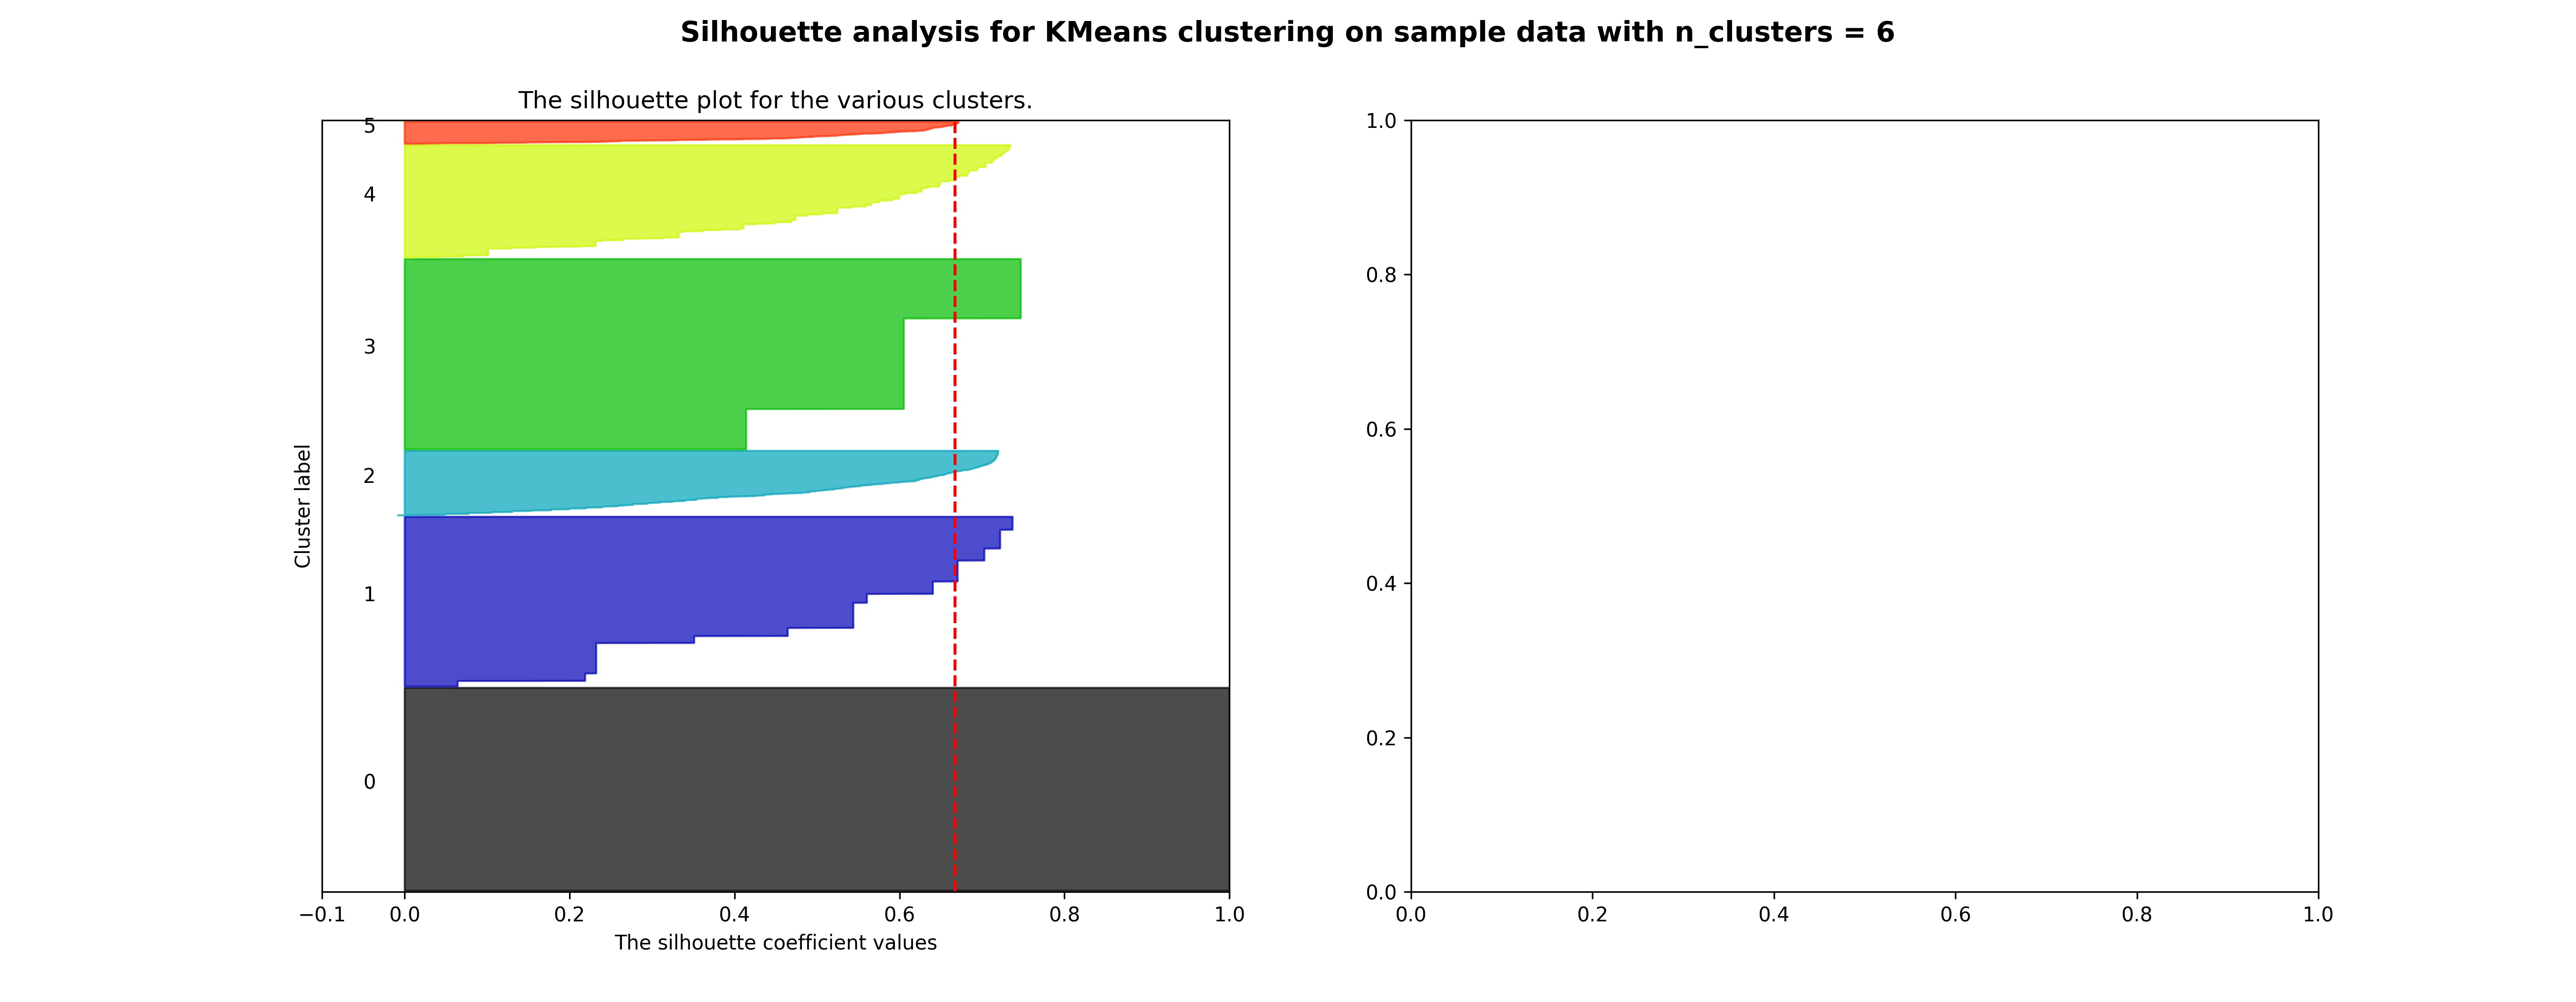 Silhouette analysis for KMeans clustering on sample data with n_clusters = 6
The silhouette plot for the various clusters.
5
4
3
2
1
0
Cluster label
−0.1 0.0 0.2 0.4 0.6 0.8 1.0
The silhouette coefficient values
1.0
0.8
0.6
0.4
0.2
0.0
0.0 0.2 0.4 0.6 0.8 1.0